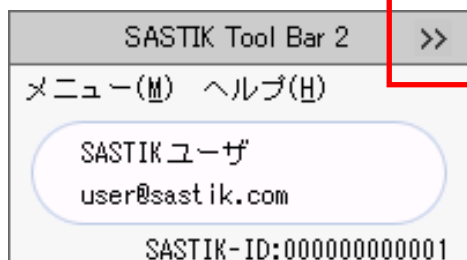 SASTIK Tool Bar 2 >>
メニュー(M) ヘルプ(H)
SASTIKユーザ
user@sastik.com
SASTIK-ID:000000000001